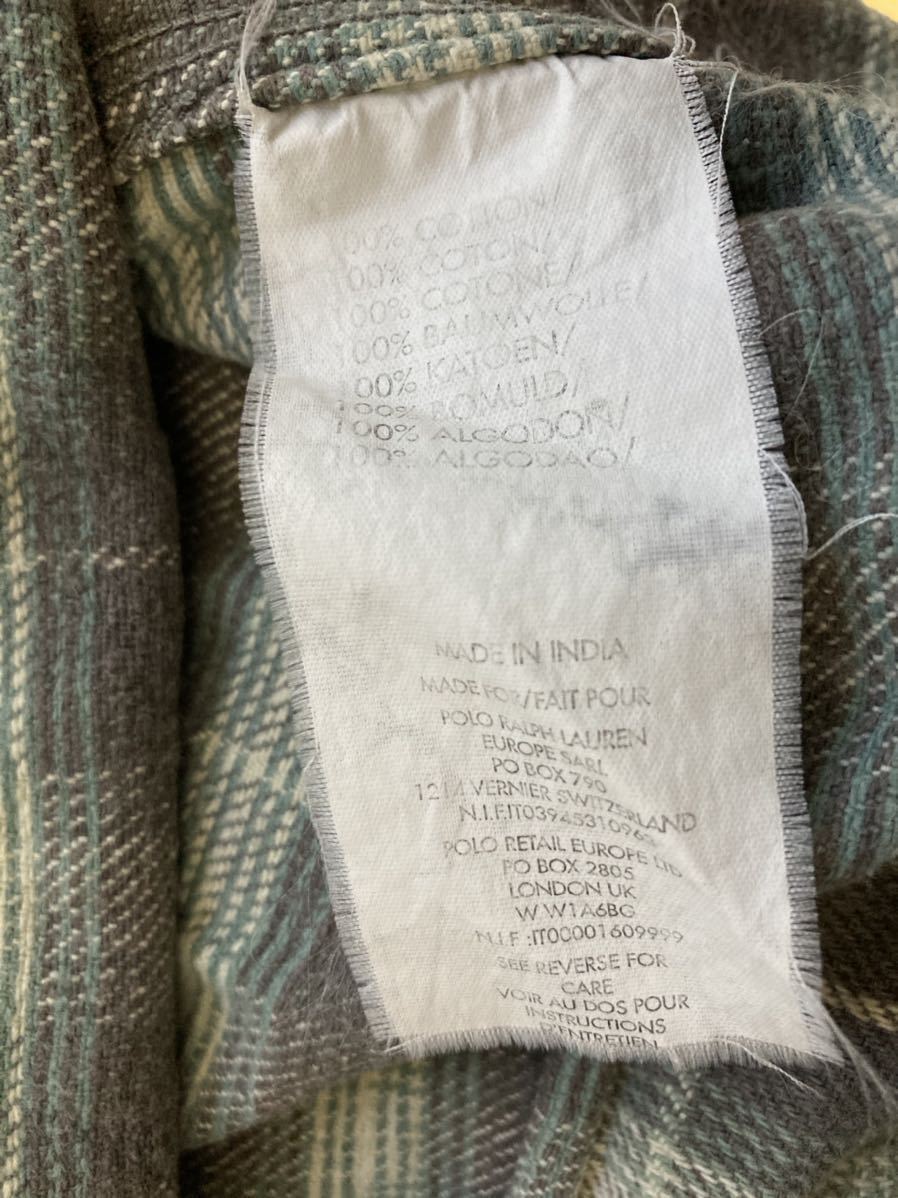 100% COTTON/
100% COTON/
100% COTONE/
100% BAUMWOLLE/
100% KATOEN/
100% BOMULD/
100% ALGODON/
100% ALGODAO/
MADE IN INDIA
MADE FOR/FAIT POUR
POLO RALPH LAUREN
EUROPE SARL
PO BOX 790
1214 VERNIER SWITZERLAND
POLO RETAIL EUROPE LTD
PO BOX 2805
LONDON UK
W W1A6BG
N.I.F :IT00001609999
SEE REVERSE FOR
CARE
VOIR AU DOS POUR
INSTRUCTIONS
D'ENTRETIEN